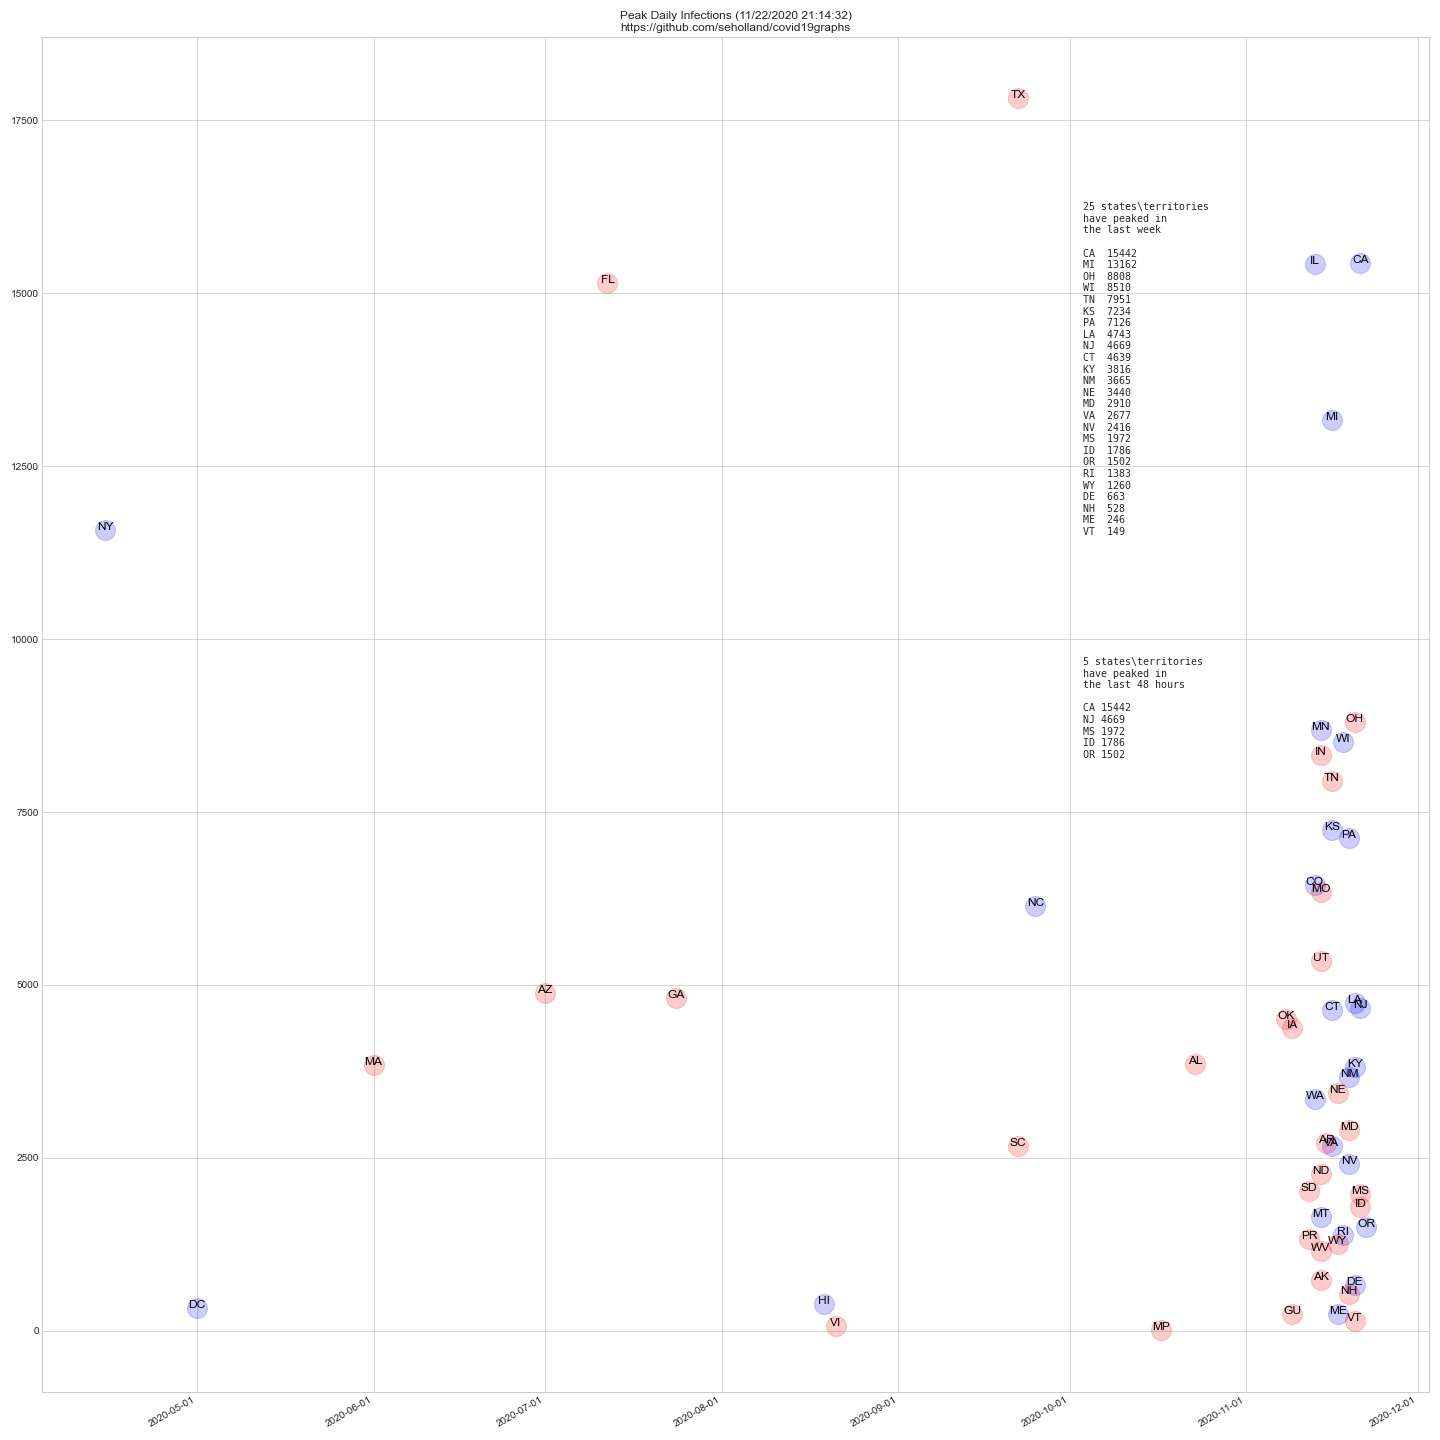 Peak Daily Infections (11/22/2020 21:14:32)
https://github.com/seholland/covid19graphs
TX
17500
25 states\territories
have peaked in
the last week
CA 15442
MI 13162
OH 8808
WI 8510
TN 7951
KS 7234
PA 7126
LA 4743
NJ 4669
CT 4639
KY 3816
NM 3665
NE 3440
MD 2910
VA 2677
NV 2416
MS 1972
ID 1786
OR 1502
RI 1383
WY 1260
DE 663
NH 528
ME 246
VT 149
IL
CA
FL
15000
MI
12500
NY
10000
5 states\territories
have peaked in
the last 48 hours
CA 15442
NJ 4669
MS 1972
ID 1786
OR 1502
OH
MN
WI
IN
TN
7500
KS
PA
CO
MO
NC
UT
5000
AZ
GA
LA
NJ
CT
OK
IA
MA
AL
KY
NM
NE
WA
MD
SC
AR
VA
2500
NV
ND
SD
MS
ID
MT
OR
RI
PR
WY
WV
AK
DE
NH
DC
HI
GU
ME
VI
MP
VT
0
2020-05-01
2020-06-01
2020-07-01
2020-08-01
2020-09-01
2020-10-01
2020-11-01
2020-12-01